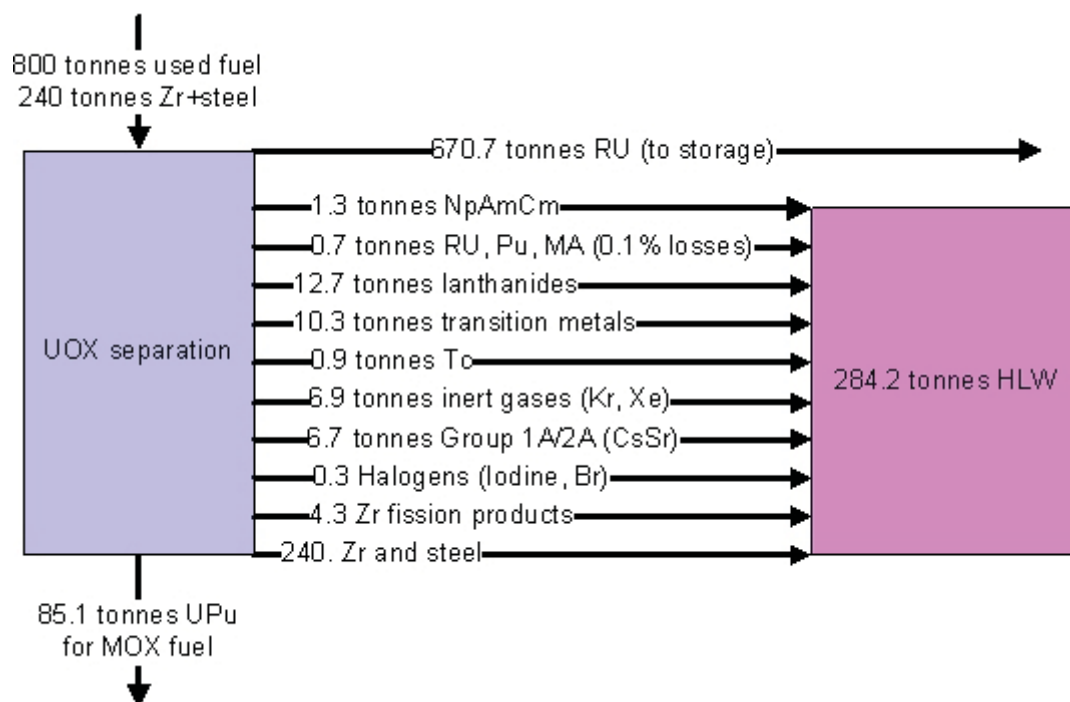 800 tonnes used fuel
240 tonnes Zr+steel
670.7 tonnes RU (to storage)
1.3 tonnes NpAmCm
0.7 tonnes RU, Pu, MA (0.1% losses)
12.7 tonnes lanthanides
10.3 tonnes transition metals
UOX separation
0.9 tonnes Tc
284.2 tonnes HLW
6.9 tonnes inert gases (Kr, Xe)
6.7 tonnes Group 1A/2A (CsSr)
0.3 Halogens (Iodine, Br)
4.3 Zr fission products
240. Zr and steel
85.1 tonnes UPu
for MOX fuel